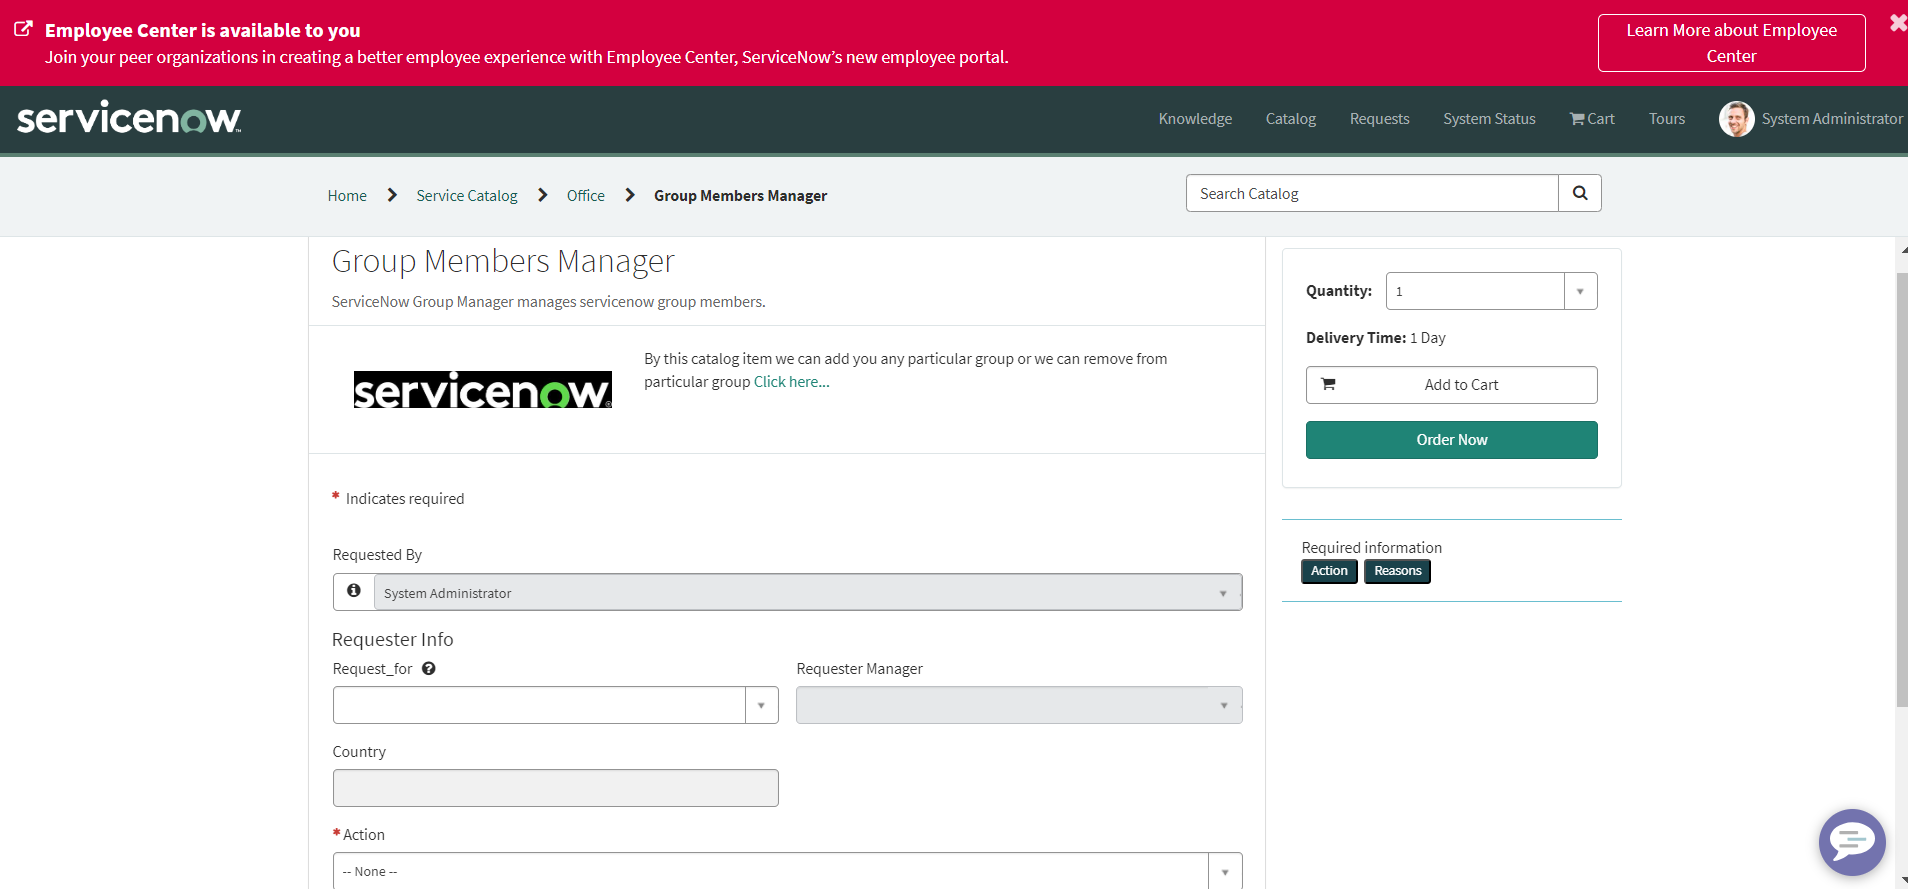 Employee Center is available to you
Join your peer organizations in creating a better employee experience with Employee Center, ServiceNow’s new employee portal.
Learn More about Employee
Center
servicenow
Knowledge
Catalog
Requests
System Status
Cart
Tours
System Administrator
Home
Service Catalog
Office
Group Members Manager
Search Catalog
Group Members Manager
ServiceNow Group Manager manages servicenow group members.
servicenow
By this catalog item we can add you any particular group or we can remove from
particular group Click here...
* Indicates required
Requested By
System Administrator
Requester Info
Request_for
Requester Manager
Country
* Action
-- None --
Quantity: 1
Delivery Time: 1 Day
Add to Cart
Order Now
Required information
Action
Reasons